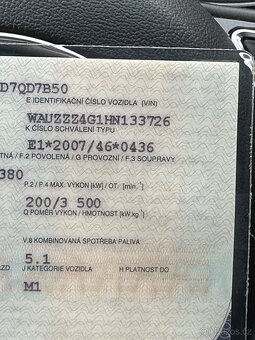 D7QD7B50
E IDENTIFIKAČNÍ ČÍSLO VOZIDLA (VIN)
WAUZZZ4G1HN133726
K ČÍSLO SCHVÁLENÍ TYPU
E1*2007/46*0436
TNÁ / F.2 POVOLENÁ / G PROVOZNÍ / F.3 SOUPRAVY
380
P.2 / P.4 MAX. VÝKON [kW] / OT. [min⁻¹]
200/3 500
Q POMĚR VÝKON / HMOTNOST [kW.kg⁻¹]
V.8 KOMBINOVANÁ SPOTŘEBA PALIVA
5.1
J KATEGORIE VOZIDLA H PLATNOST DO
M1